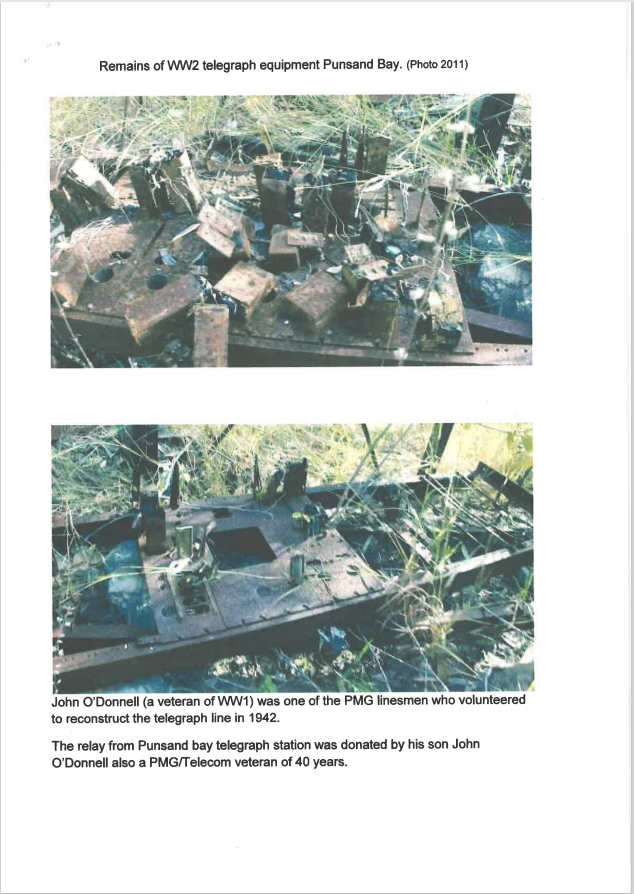 Remains of WW2 telegraph equipment Punsand Bay. (Photo 2011)
John O'Donnell (a veteran of WW1) was one of the PMG linesmen who volunteered
to reconstruct the telegraph line in 1942.
The relay from Punsand bay telegraph station was donated by his son John
O'Donnell also a PMG/Telecom veteran of 40 years.